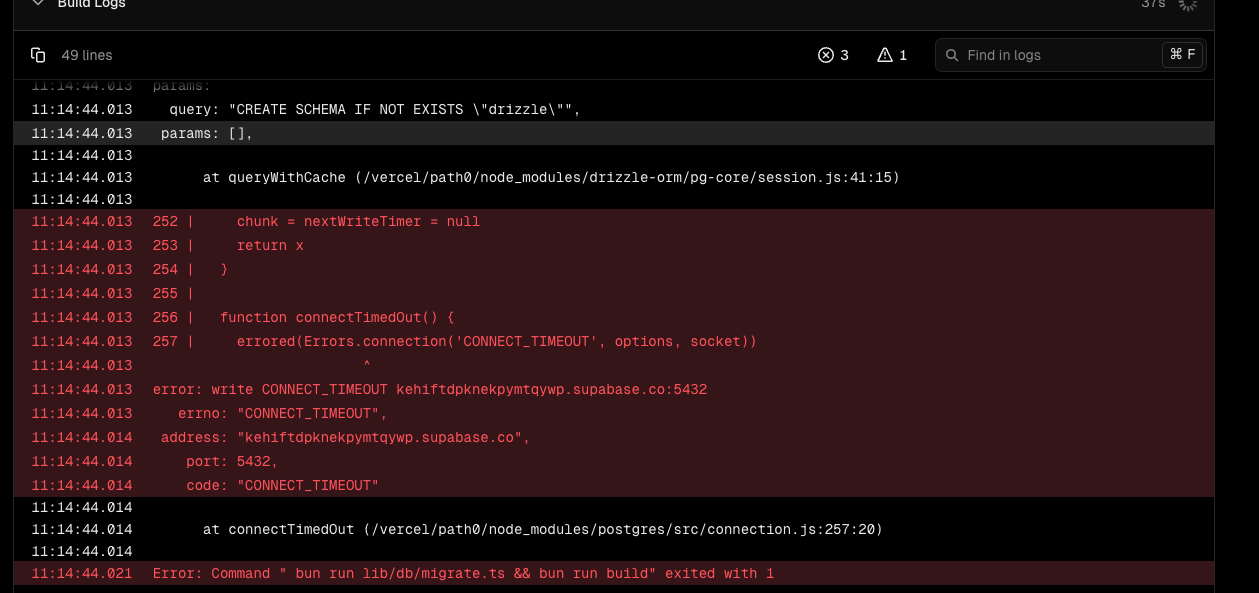 Build Logs
37s
49 lines
3
1
Find in logs
⌘ F
11:14:44.013 params:
11:14:44.013 query: "CREATE SCHEMA IF NOT EXISTS \"drizzle\"",
11:14:44.013 params: [],
11:14:44.013
11:14:44.013 at queryWithCache (/vercel/path0/node_modules/drizzle-orm/pg-core/session.js:41:15)
11:14:44.013
11:14:44.013 252 | chunk = nextWriteTimer = null
11:14:44.013 253 | return x
11:14:44.013 254 | }
11:14:44.013 255 |
11:14:44.013 256 | function connectTimedOut() {
11:14:44.013 257 | errored(Errors.connection('CONNECT_TIMEOUT', options, socket))
11:14:44.013 ^
11:14:44.013 error: write CONNECT_TIMEOUT kehiftdpknekpymtqywp.supabase.co:5432
11:14:44.013 errno: "CONNECT_TIMEOUT",
11:14:44.014 address: "kehiftdpknekpymtqywp.supabase.co",
11:14:44.014 port: 5432,
11:14:44.014 code: "CONNECT_TIMEOUT"
11:14:44.014
11:14:44.014 at connectTimedOut (/vercel/path0/node_modules/postgres/src/connection.js:257:20)
11:14:44.014
11:14:44.021 Error: Command " bun run lib/db/migrate.ts && bun run build" exited with 1